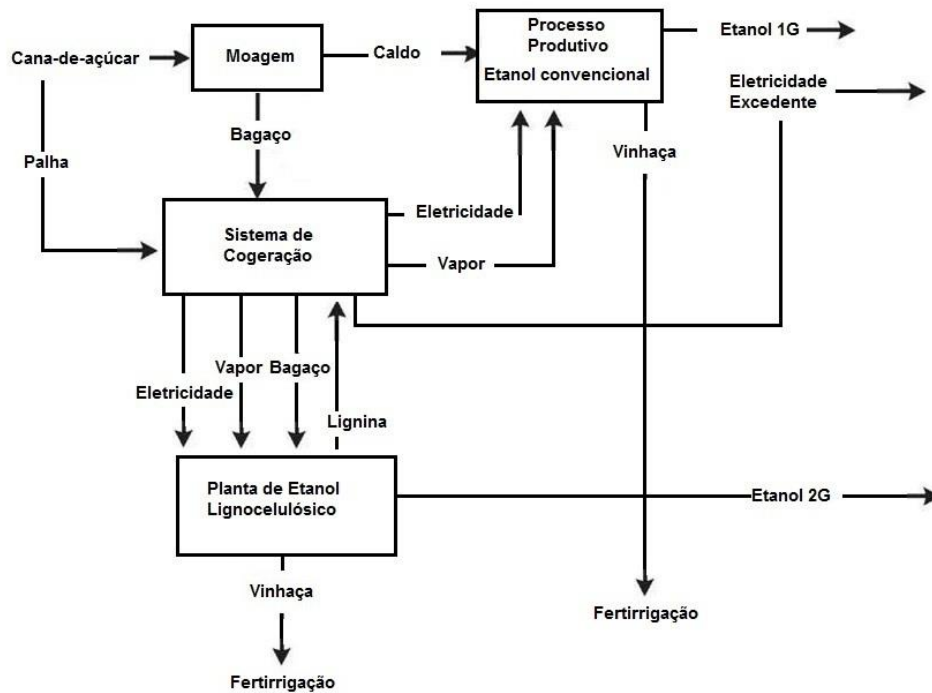 Cana-de-açúcar
Moagem
Caldo
Processo
Produtivo
Etanol convencional
Etanol 1G
Eletricidade
Excedente
Bagaço
Palha
Vinhaça
Sistema de
Cogeração
Eletricidade
Vapor
Vapor
Bagaço
Eletricidade
Lignina
Planta de Etanol
Lignocelulósico
Etanol 2G
Vinhaça
Fertirrigação
Fertirrigação